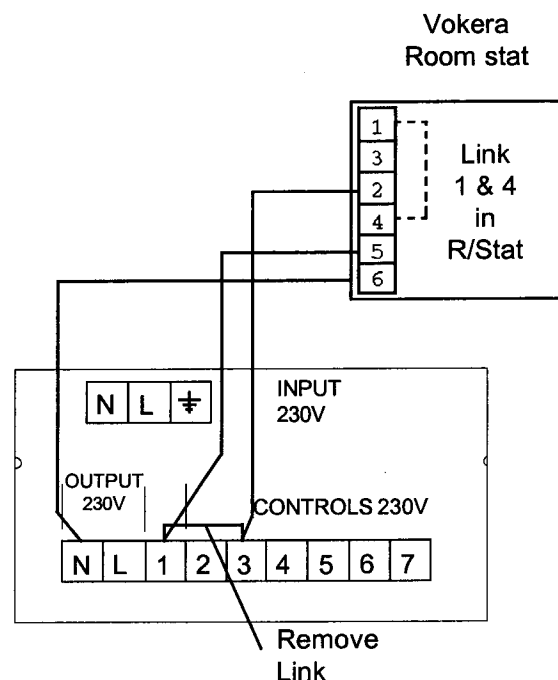 Vokera
Room stat
1
3
2
4
5
6
Link
1 & 4
in
R/Stat
N L ⏚
INPUT
230V
OUTPUT
230V
CONTROLS 230V
N L 1 2 3 4 5 6 7
Remove
Link